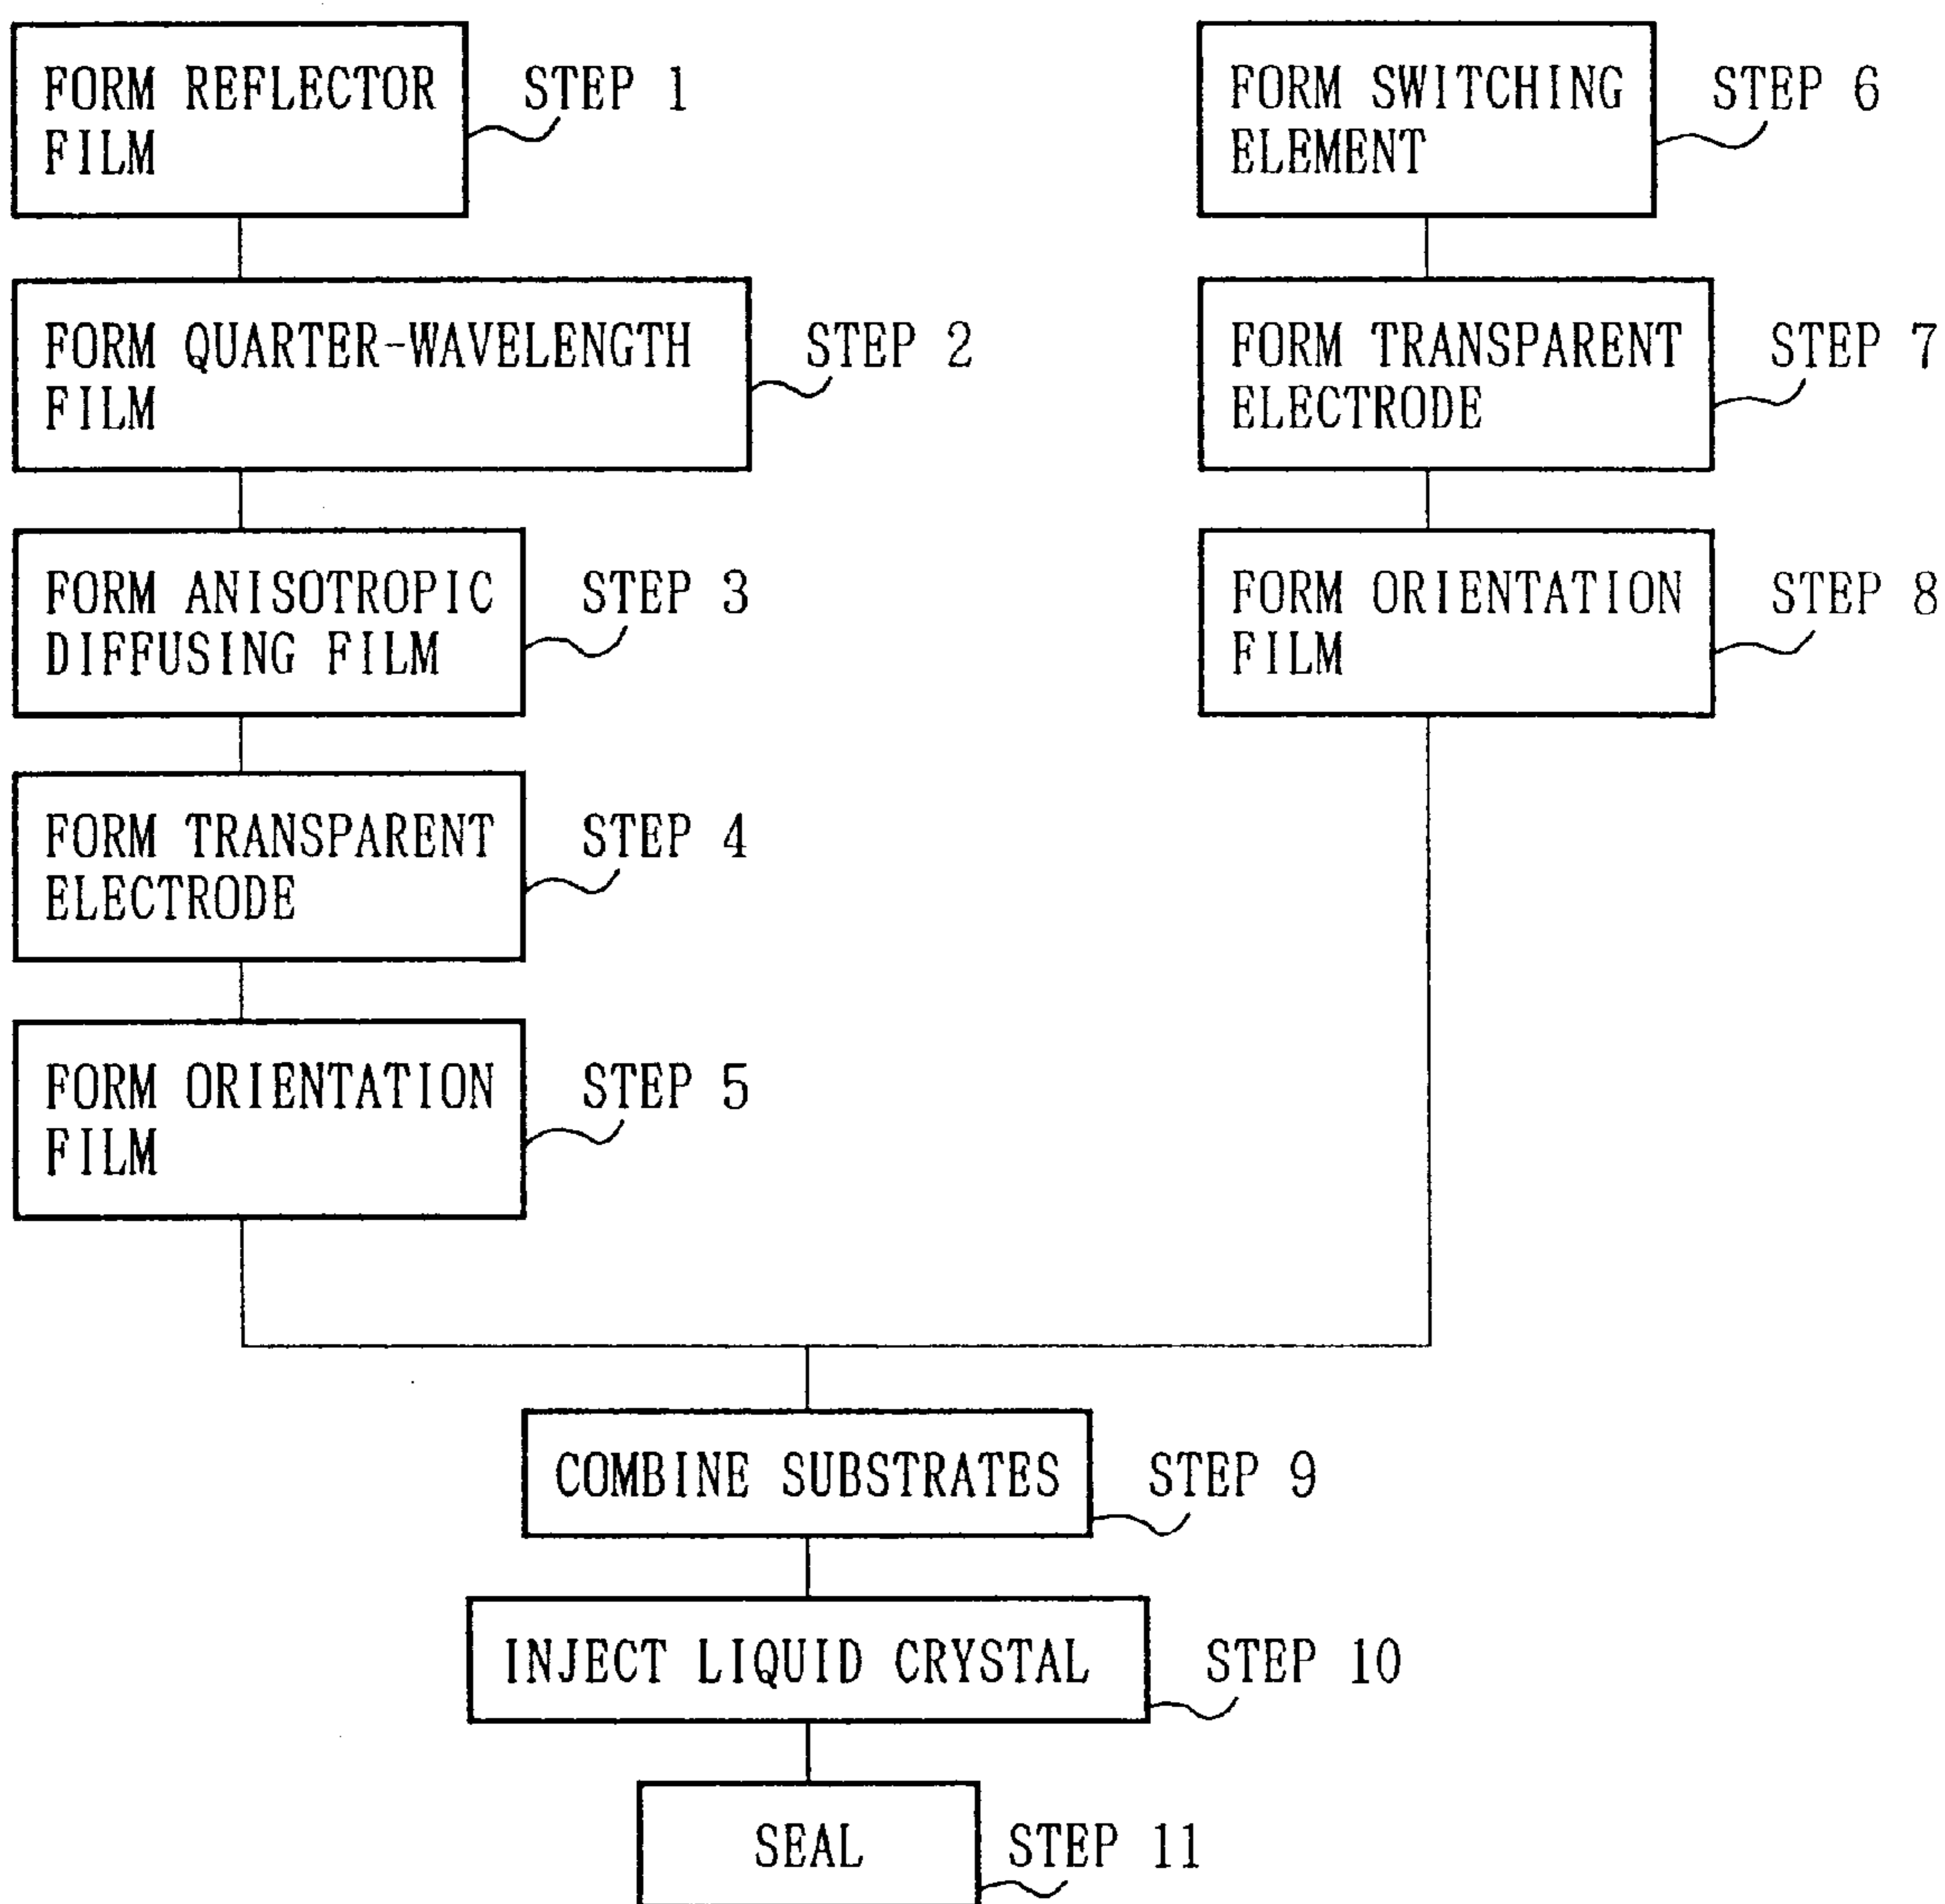 FORM REFLECTOR
FILM
STEP 1
FORM QUARTER-WAVELENGTH
FILM
STEP 2
FORM ANISOTROPIC
DIFFUSING FILM
STEP 3
FORM TRANSPARENT
ELECTRODE
STEP 4
FORM ORIENTATION
FILM
STEP 5
FORM SWITCHING
ELEMENT
STEP 6
FORM TRANSPARENT
ELECTRODE
STEP 7
FORM ORIENTATION
FILM
STEP 8
COMBINE SUBSTRATES
STEP 9
INJECT LIQUID CRYSTAL
STEP 10
SEAL
STEP 11